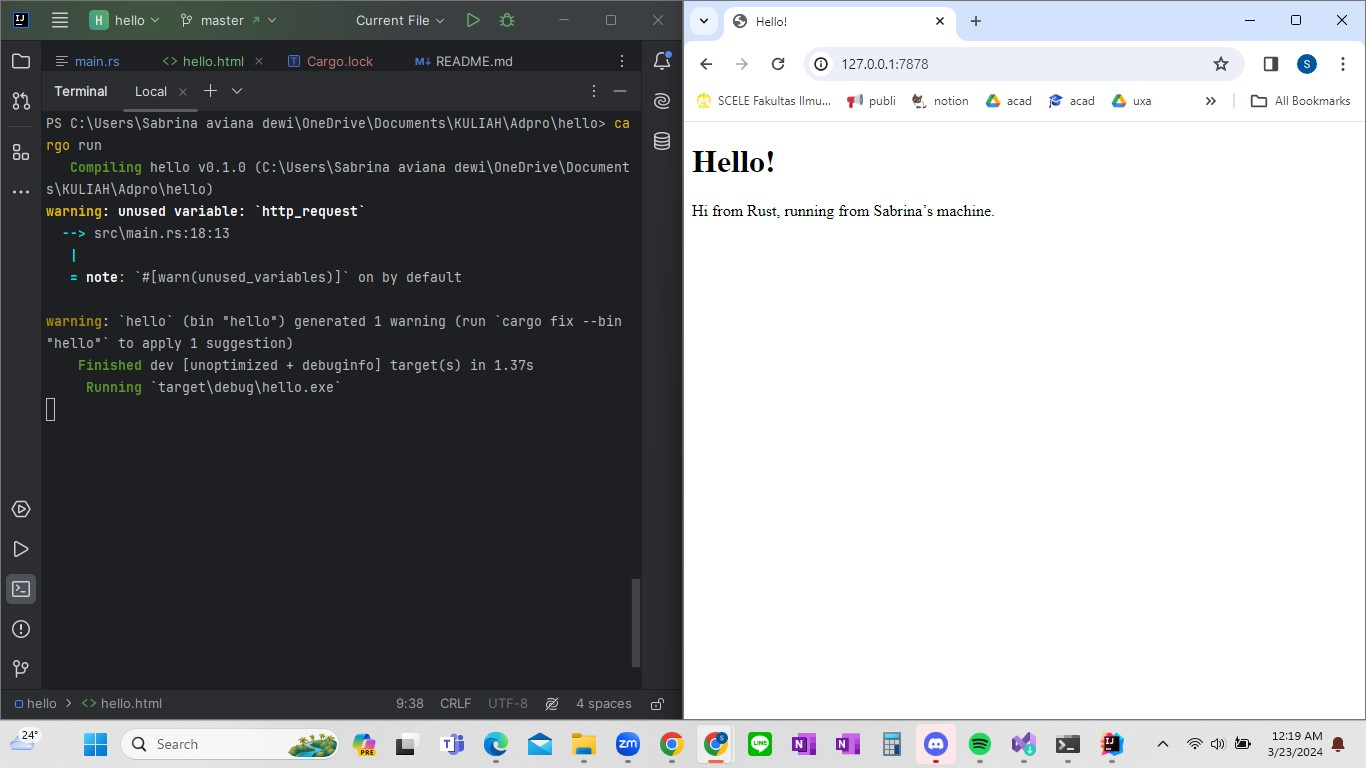 hello
master
Current File
main.rs
hello.html
Cargo.lock
README.md
Terminal
Local
PS C:\Users\Sabrina aviana dewi\OneDrive\Documents\KULIAH\Adpro\hello> ca
rgo run
Compiling hello v0.1.0 (C:\Users\Sabrina aviana dewi\OneDrive\Document
s\KULIAH\Adpro\hello)
warning: unused variable: `http_request`
--> src\main.rs:18:13
|
= note: `#[warn(unused_variables)]` on by default
warning: `hello` (bin "hello") generated 1 warning (run `cargo fix --bin
"hello"` to apply 1 suggestion)
Finished dev [unoptimized + debuginfo] target(s) in 1.37s
Running `target\debug\hello.exe`
hello > hello.html
9:38
CRLF
UTF-8
4 spaces
Hello!
127.0.0.1:7878
SCELE Fakultas Ilmu...
publi
notion
acad
acad
uxa
All Bookmarks
Hello!
Hi from Rust, running from Sabrina’s machine.
24°
Search
PRE
zm
LINE
12:19 AM
3/23/2024